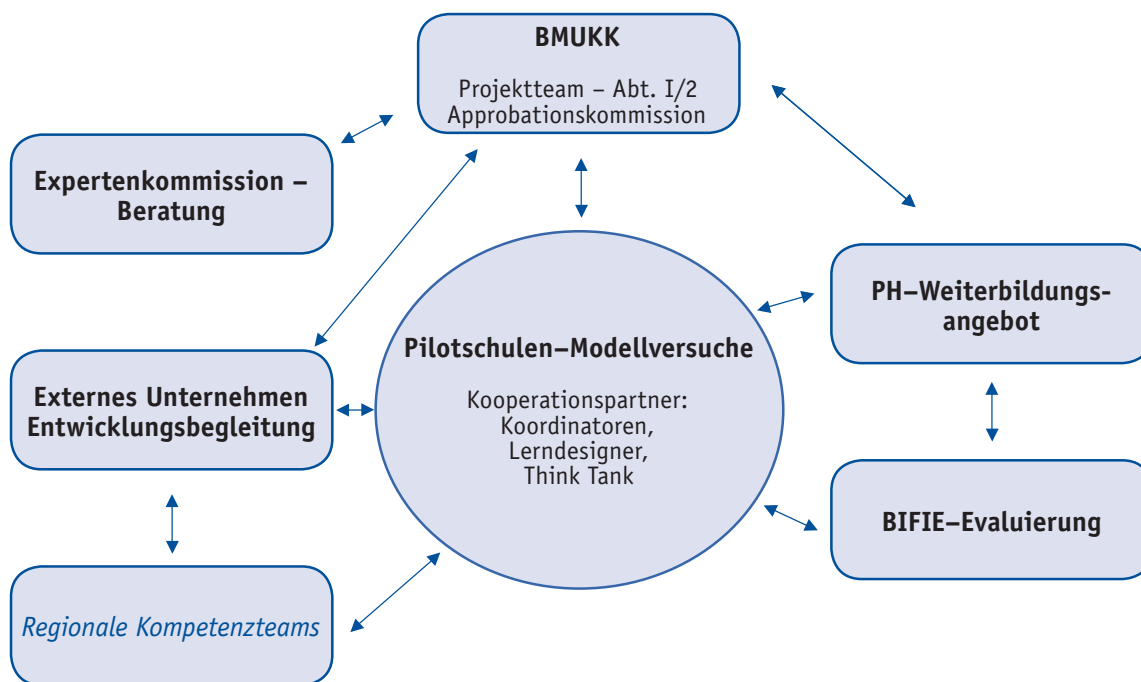 BMUKK
Projektteam – Abt. I/2
Approbationskommission
Expertenkommission –
Beratung
PH–Weiterbildungs-
angebot
Pilotschulen–Modellversuche
Kooperationspartner:
Koordinatoren,
Lerndesigner,
Think Tank
Externes Unternehmen
Entwicklungsbegleitung
BIFIE–Evaluierung
Regionale Kompetenzteams